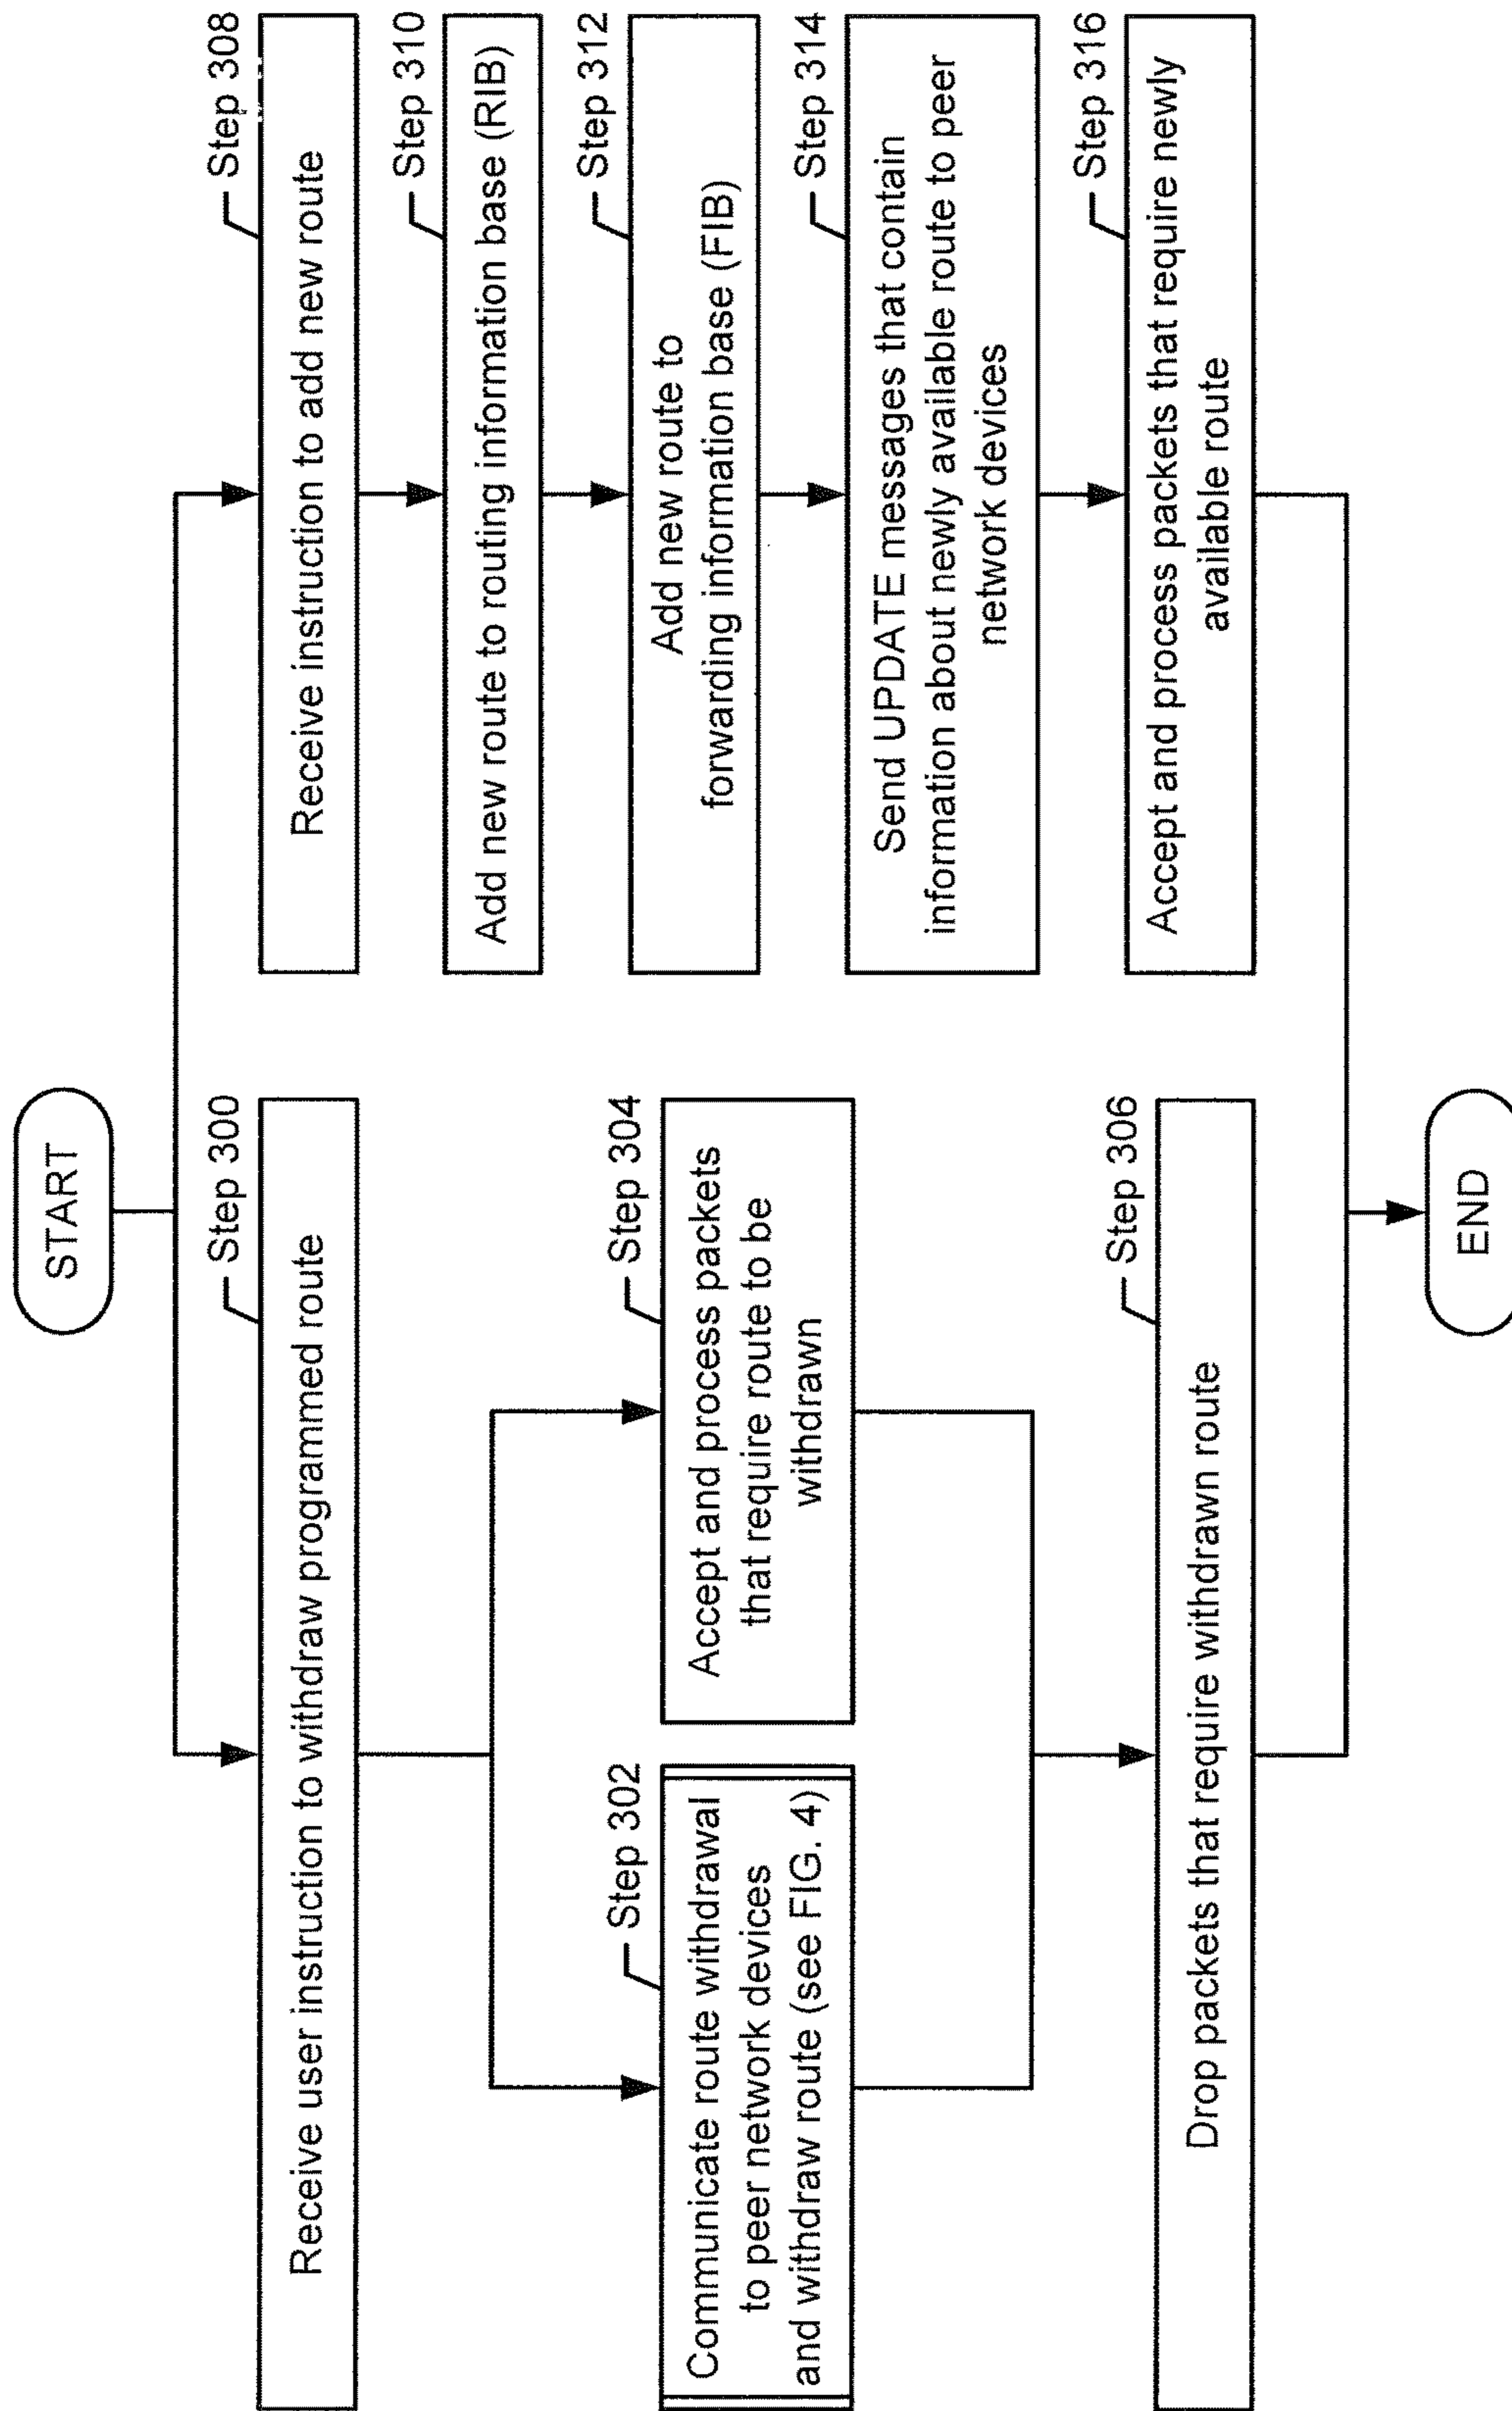 START
Step 300
Receive user instruction to withdraw programmed route
Step 302
Communicate route withdrawal
to peer network devices
and withdraw route (see FIG. 4)
Step 304
Accept and process packets
that require route to be
withdrawn
Step 306
Drop packets that require withdrawn route
Step 308
Receive instruction to add new route
Step 310
Add new route to routing information base (RIB)
Step 312
Add new route to
forwarding information base (FIB)
Step 314
Send UPDATE messages that contain
information about newly available route to peer
network devices
Step 316
Accept and process packets that require newly
available route
END